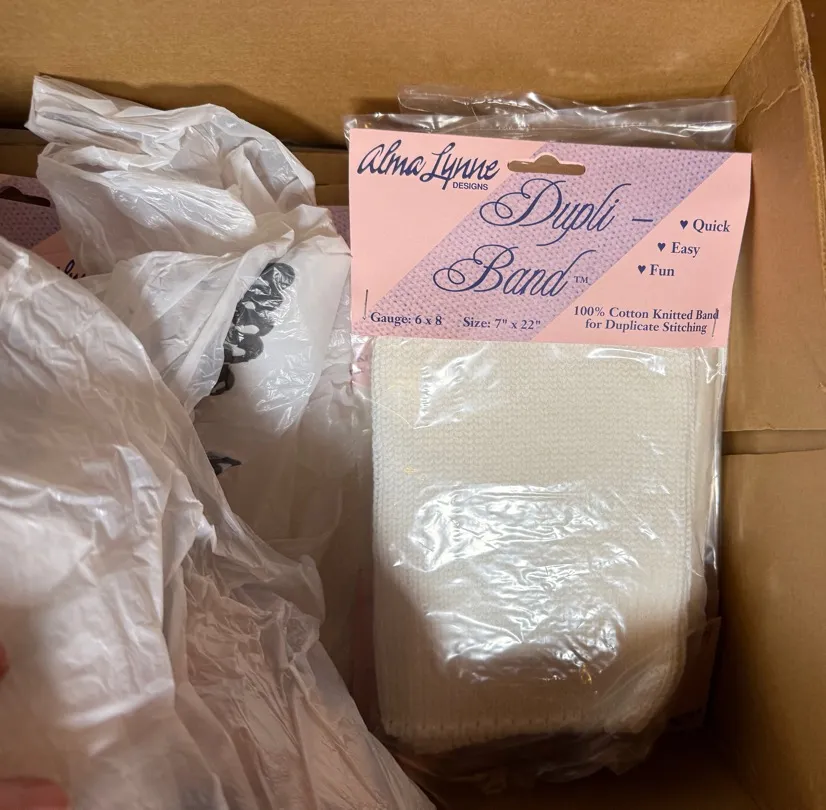 Alma Lynne
DESIGNS
Dupli –
Band™
♥ Quick
♥ Easy
♥ Fun
Gauge: 6 x 8
Size: 7" x 22"
100% Cotton Knitted Band
for Duplicate Stitching